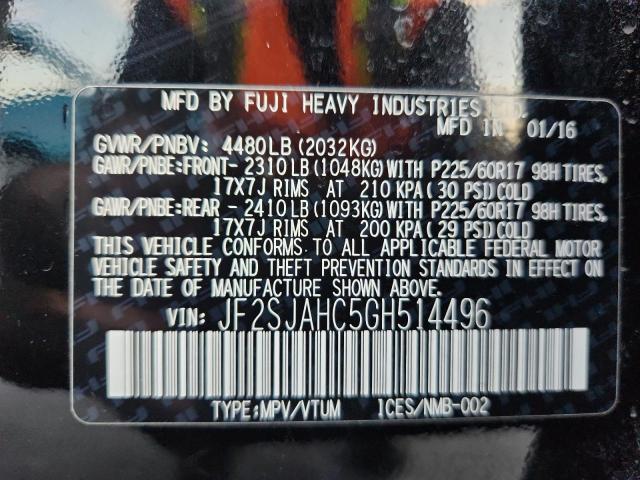 MFD BY FUJI HEAVY INDUSTRIES LTD.
MFD IN 01/16
GVWR/PNBV: 4480LB(2032KG)
GAWR/PNBE:FRONT-2310LB(1048KG)WITH P225/60R17 98H TIRES,
17X7J RIMS AT 210 KPA(30 PSI)COLD
GAWR/PNBE:REAR -2410LB(1093KG)WITH P225/60R17 98H TIRES,
17X7J RIMS AT 200 KPA(29 PSI)COLD
THIS VEHICLE CONFORMS TO ALL APPLICABLE FEDERAL MOTOR
VEHICLE SAFETY AND THEFT PREVENTION STANDARDS IN EFFECT
ON THE DATE OF MANUFACTURE SHOWN ABOVE.
VIN: JF2SJAHC5GH514496
TYPE:MPV/VTUM ICES/NMB-002